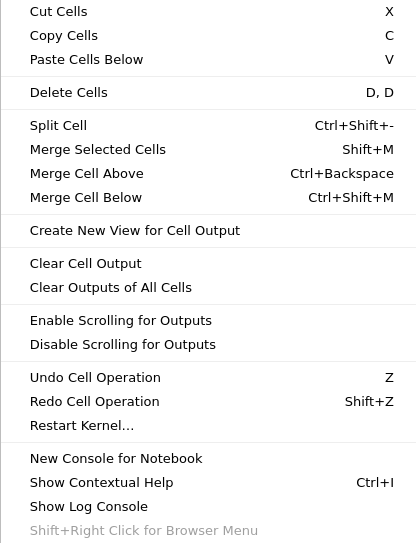 Cut Cells X
Copy Cells C
Paste Cells Below V
Delete Cells D, D
Split Cell Ctrl+Shift+-
Merge Selected Cells Shift+M
Merge Cell Above Ctrl+Backspace
Merge Cell Below Ctrl+Shift+M
Create New View for Cell Output
Clear Cell Output
Clear Outputs of All Cells
Enable Scrolling for Outputs
Disable Scrolling for Outputs
Undo Cell Operation Z
Redo Cell Operation Shift+Z
Restart Kernel…
New Console for Notebook
Show Contextual Help Ctrl+I
Show Log Console
Shift+Right Click for Browser Menu